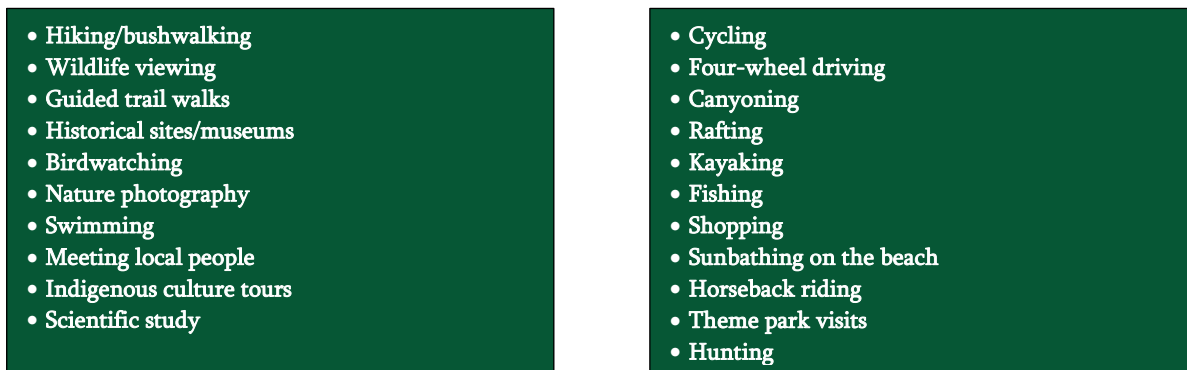 • Hiking/bushwalking
• Wildlife viewing
• Guided trail walks
• Historical sites/museums
• Birdwatching
• Nature photography
• Swimming
• Meeting local people
• Indigenous culture tours
• Scientific study
• Cycling
• Four-wheel driving
• Canyoning
• Rafting
• Kayaking
• Fishing
• Shopping
• Sunbathing on the beach
• Horseback riding
• Theme park visits
• Hunting